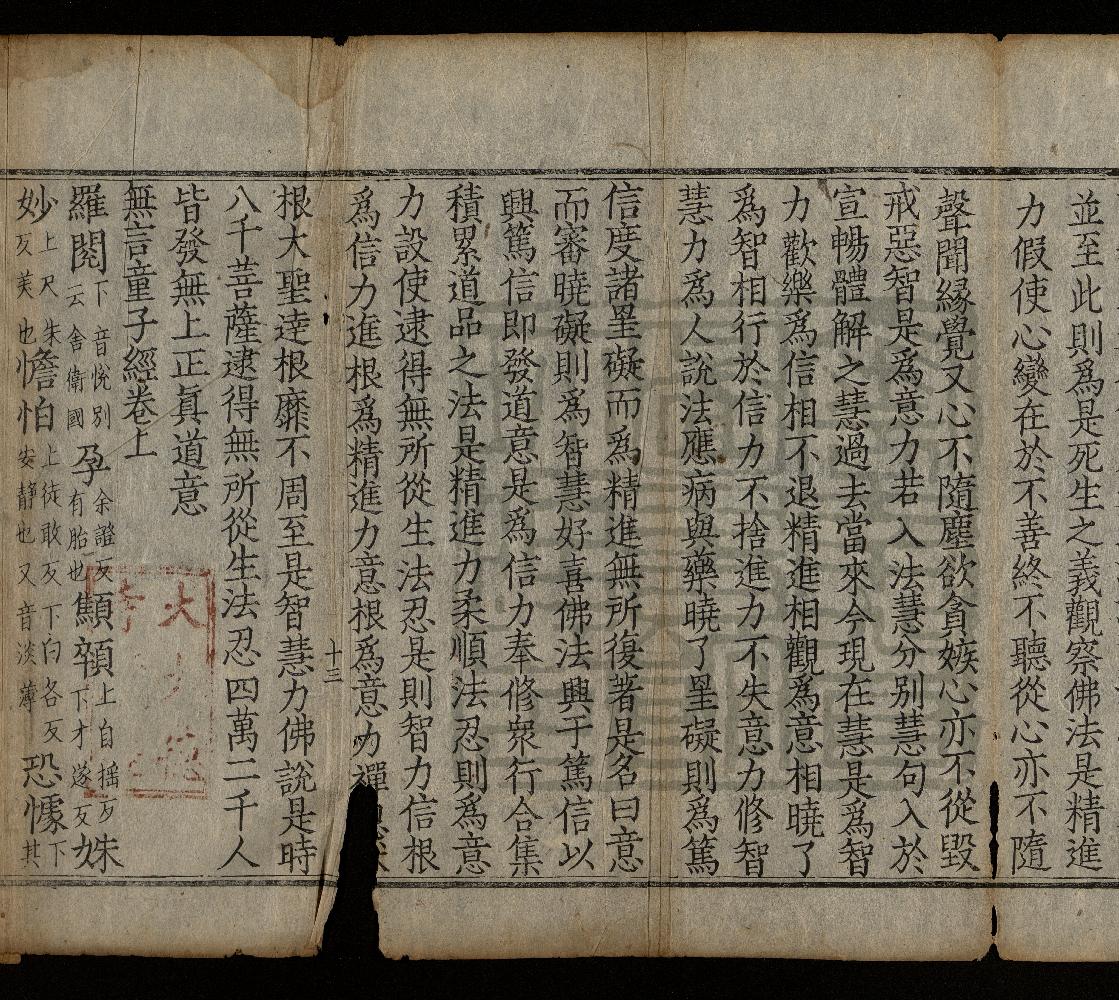 並至此則為是死生之義觀察佛法是精進
力假使心變在於不善終不聽從心亦不隨
聲聞緣覺又心不隨塵欲貪嫉心亦不從毀
戒惡智是為意力若入法慧分别慧句入於
宣暢體解之慧過去當來今現在慧是為智
力歡樂為信相不退精進相觀為意相曉了
為智相行於信力不捨進力不失意力修智
慧力為人說法應病與藥曉了罣礙則為篤
信度諸罣礙而為精進無所復著是名曰意
而審曉礙則為智慧好喜佛法興于篤信以
興篤信即發道意是為信力奉修衆行合集
積累道品之法是精進力柔順法忍則為意
力設使逮得無所從生法忍是則智力信根
為信力進根為精進力意根為意力禪
十三
根大聖達根靡不周至是智慧力佛說是時
八千菩薩逮得無所從生法忍四萬二千人
皆發無上正真道意
無言童子經卷上
羅閱下音悅别云舍衛國孕余證反有胎也顦顇上自摇反下才遂反姝
上尺朱反美也妙憺怕上徒敢反下白各反安靜也又音淡薄恐懅下其